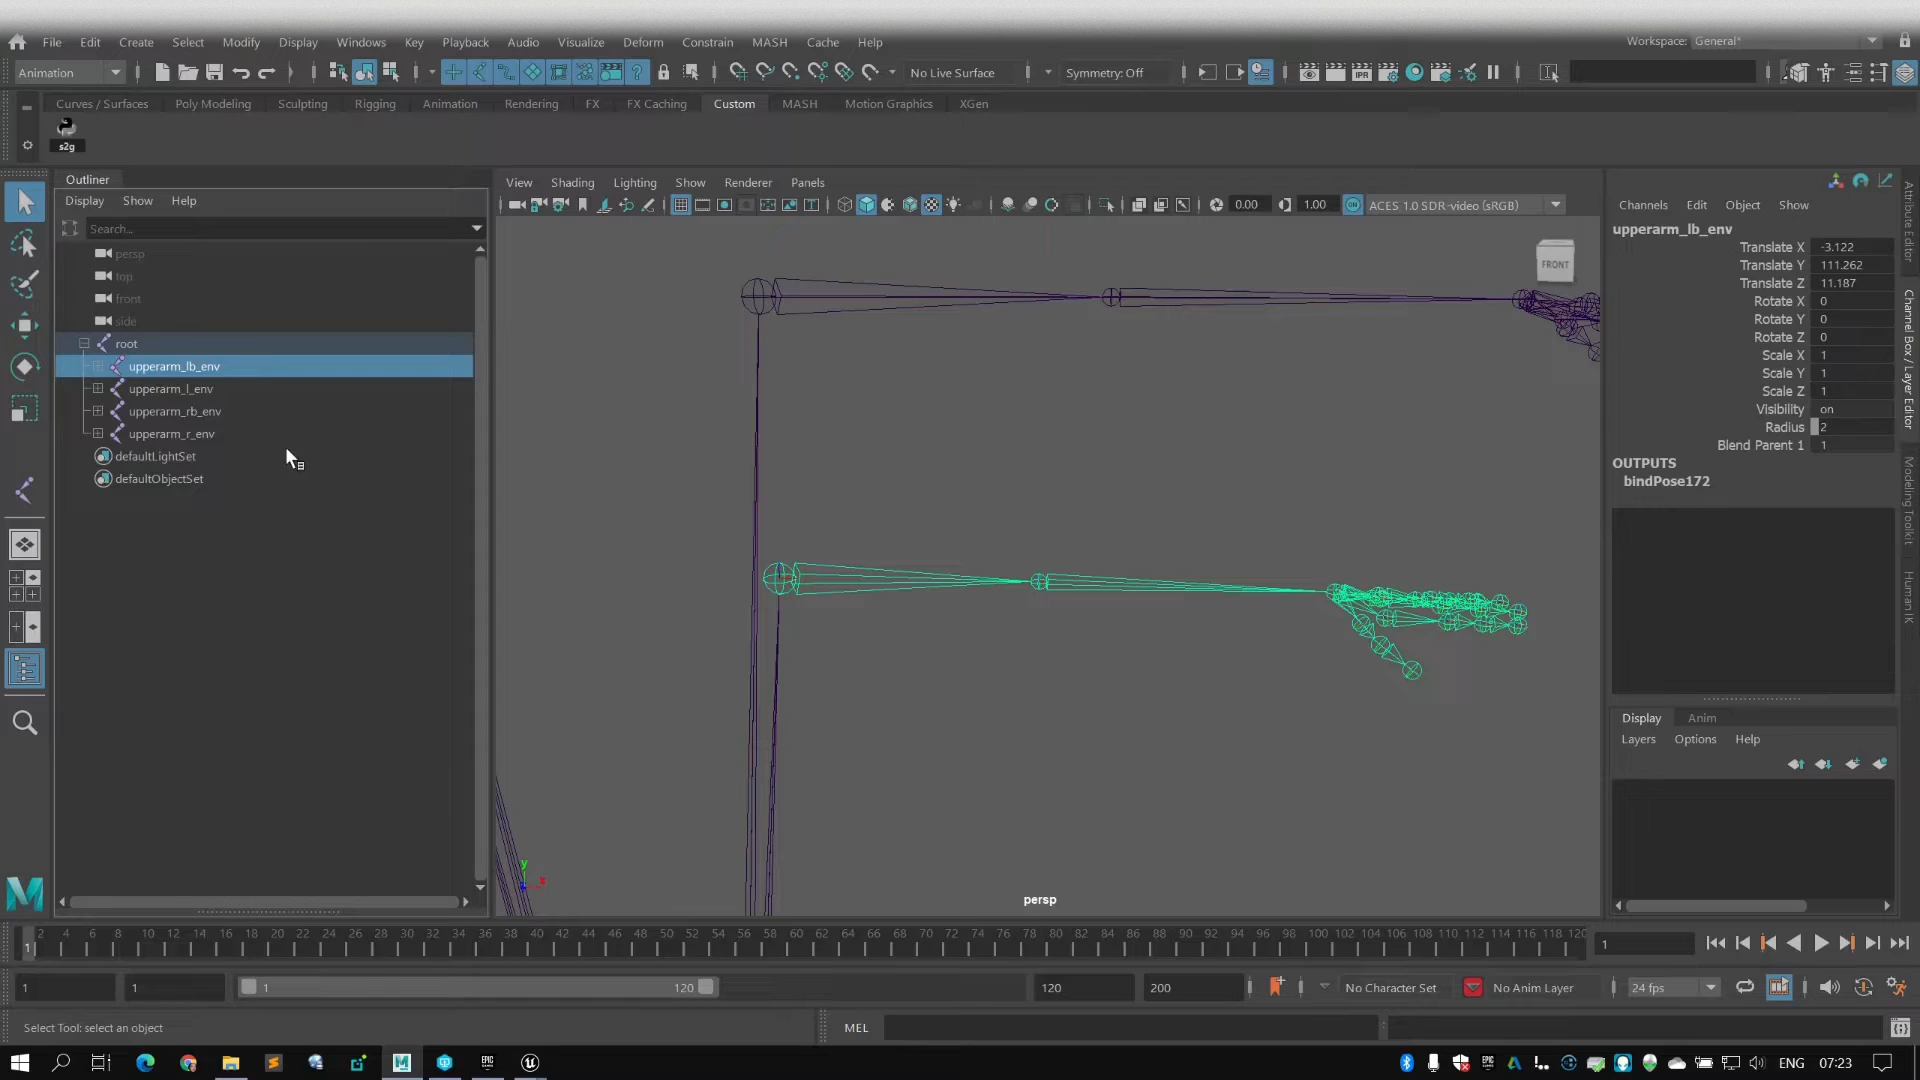 File Edit Create Select Modify Display Windows Key Playback Audio Visualize Deform Constrain MASH Cache Help Workspace: General*
Animation No Live Surface Symmetry: Off IPR
Curves / Surfaces Poly Modeling Sculpting Rigging Animation Rendering FX FX Caching Custom MASH Motion Graphics XGen
s2g
Outliner
Display Show Help
Search...
persp
top
front
side
root
upperarm_lb_env
upperarm_l_env
upperarm_rb_env
upperarm_r_env
defaultLightSet
defaultObjectSet
View Shading Lighting Show Renderer Panels
0.00 1.00 ACES 1.0 SDR-video (sRGB)
FRONT
y
x
persp
Channels Edit Object Show
upperarm_lb_env
Translate X -3.122
Translate Y 111.262
Translate Z 11.187
Rotate X 0
Rotate Y 0
Rotate Z 0
Scale X 1
Scale Y 1
Scale Z 1
Visibility on
Radius 2
Blend Parent 1 1
OUTPUTS
bindPose172
Display Anim
Layers Options Help
Attribute Editor
Channel Box / Layer Editor
Modeling Toolkit
Human IK
1 2 4 6 8 10 12 14 16 18 20 22 24 26 28 30 32 34 36 38 40 42 44 46 48 50 52 54 56 58 60 62 64 66 68 70 72 74 76 78 80 82 84 86 88 90 92 94 96 98 100 102 104 106 108 110 112 114 116 118 120 1
1 1 1 120 120 200 No Character Set No Anim Layer 24 fps
Select Tool: select an object MEL
ENG 07:23